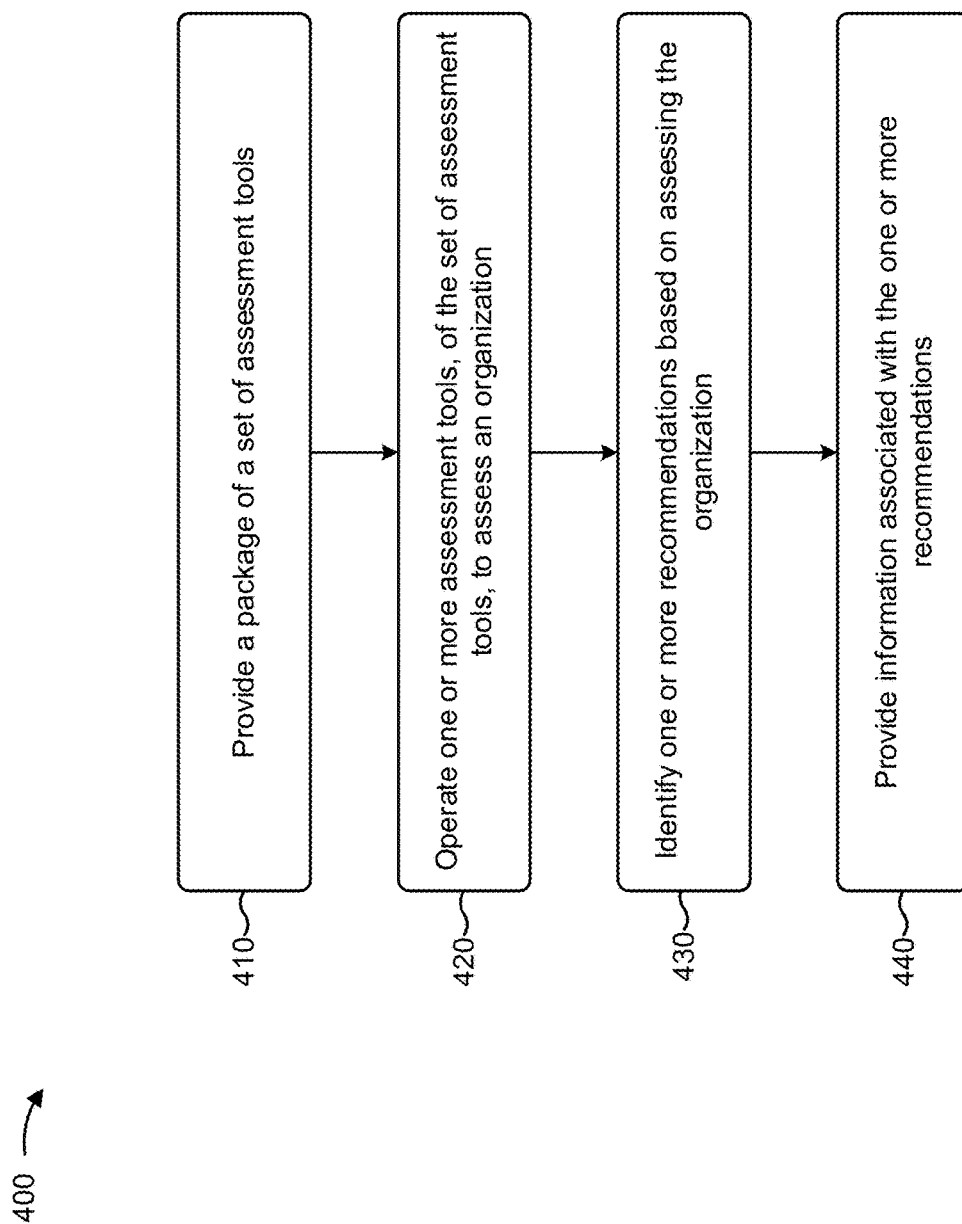 400
410
Provide a package of a set of assessment tools
420
Operate one or more assessment tools, of the set of assessment
tools, to assess an organization
430
Identify one or more recommendations based on assessing the
organization
440
Provide information associated with the one or more
recommendations